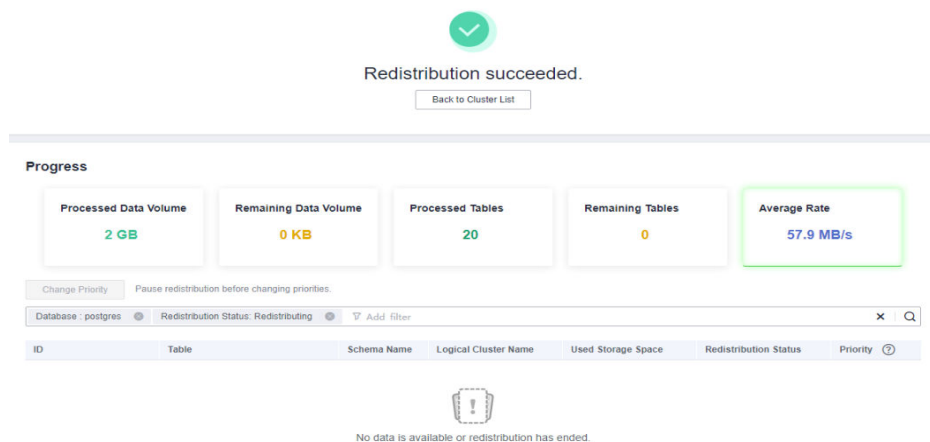 Redistribution succeeded.
Back to Cluster List
Progress
Processed Data Volume Remaining Data Volume Processed Tables Remaining Tables Average Rate
2 GB 0 KB 20 0 57.9 MB/s
Change Priority Pause redistribution before changing priorities.
Database : postgres Redistribution Status: Redistributing Add filter
ID Table Schema Name Logical Cluster Name Used Storage Space Redistribution Status Priority ?
!
No data is available or redistribution has ended.